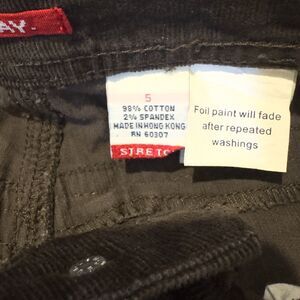 AY.
5
98% COTTON
2% SPANDEX
MADE IN HONG KONG
RN 60307
STRETC
Foil paint will fade
after repeated
washings